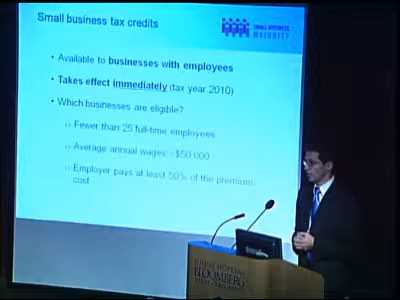 Small business tax credits
SMALL BUSINESS
MAJORITY
• Available to businesses with employees
• Takes effect immediately (tax year 2010)
• Which businesses are eligible?
Fewer than 25 full-time employees
Average annual wages <$50,000
Employer pays at least 50% of the premium
cost
JOHNS HOPKINS
BLOOMBERG